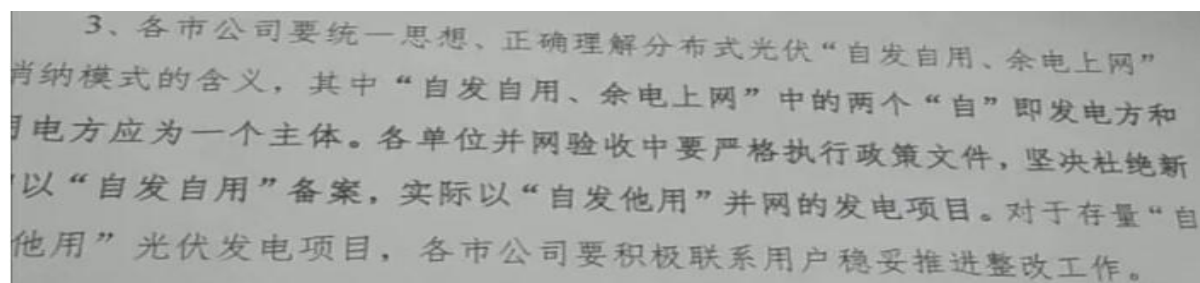 3、各市公司要统一思想、正确理解分布式光伏“自发自用、余电上网”
消纳模式的含义，其中“自发自用、余电上网”中的两个“自”即发电方和
用电方应为一个主体。各单位并网验收中要严格执行政策文件，坚决杜绝新
以“自发自用”备案，实际以“自发他用”并网的发电项目。对于存量“自
他用”光伏发电项目，各市公司要积极联系用户稳妥推进整改工作。